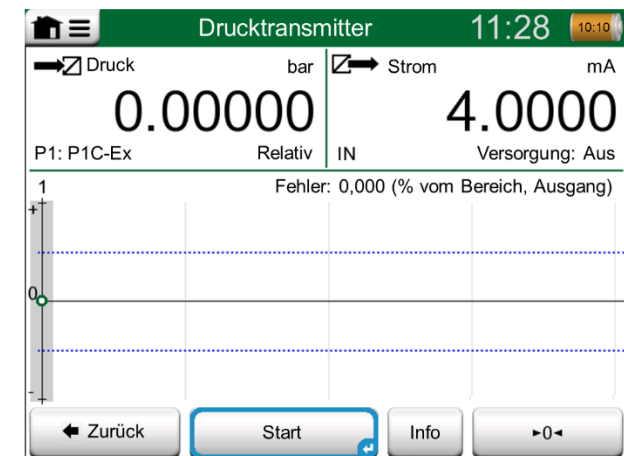 Drucktransmitter 11:28 10:10
Druck bar
0.00000
P1: P1C-Ex Relativ
Strom mA
4.0000
IN Versorgung: Aus
1 Fehler: 0,000 (% vom Bereich, Ausgang)
+
0
-
Zurück Start Info ►0◄